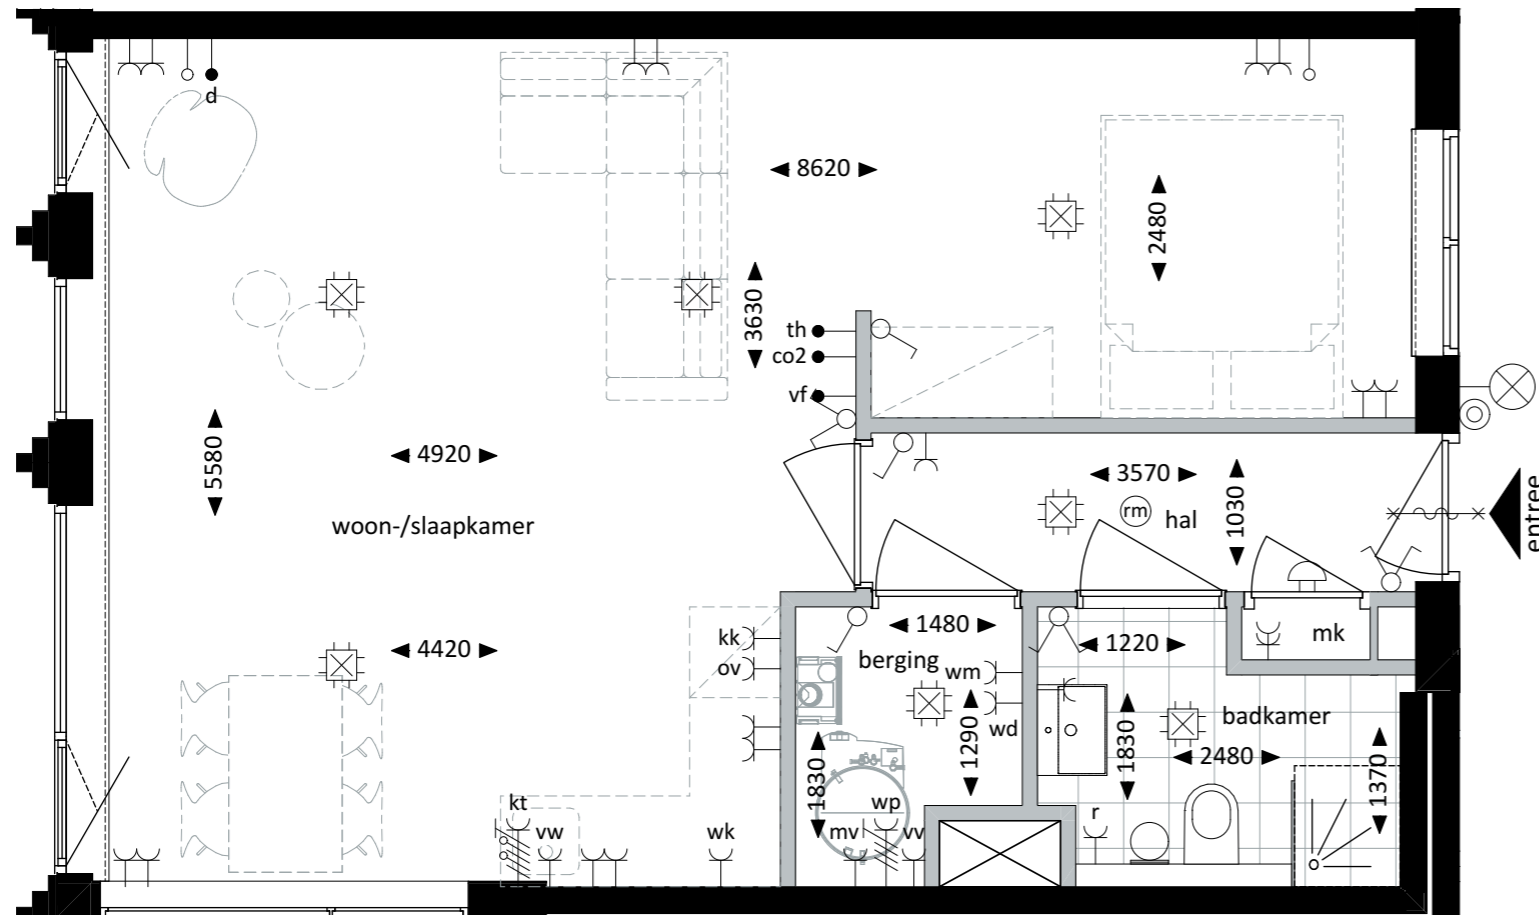 d
8620
2480
3630
th
co2
vf
5580
4920
3570
1030
rm
hal
entree
woon-/slaapkamer
kk
ov
4420
1480
berging
1220
mk
wm
wd
1290
1830
badkamer
1830
2480
1370
kt
vw
wk
mv
wp
vv
r